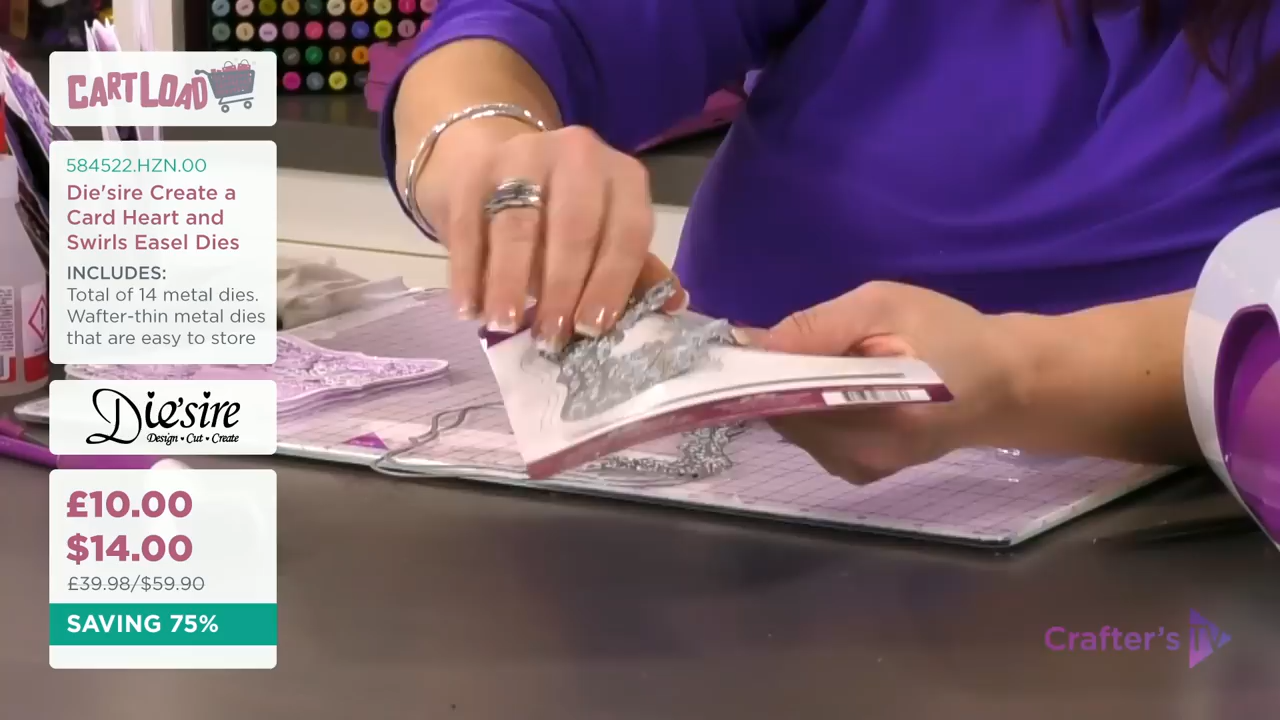 CARTLOAD
584522.HZN.00
Die'sire Create a
Card Heart and
Swirls Easel Dies
INCLUDES:
Total of 14 metal dies.
Wafter-thin metal dies
that are easy to store
Die'sire
Design • Cut • Create
£10.00
$14.00
£39.98/$59.90
SAVING 75%
Crafter's TV